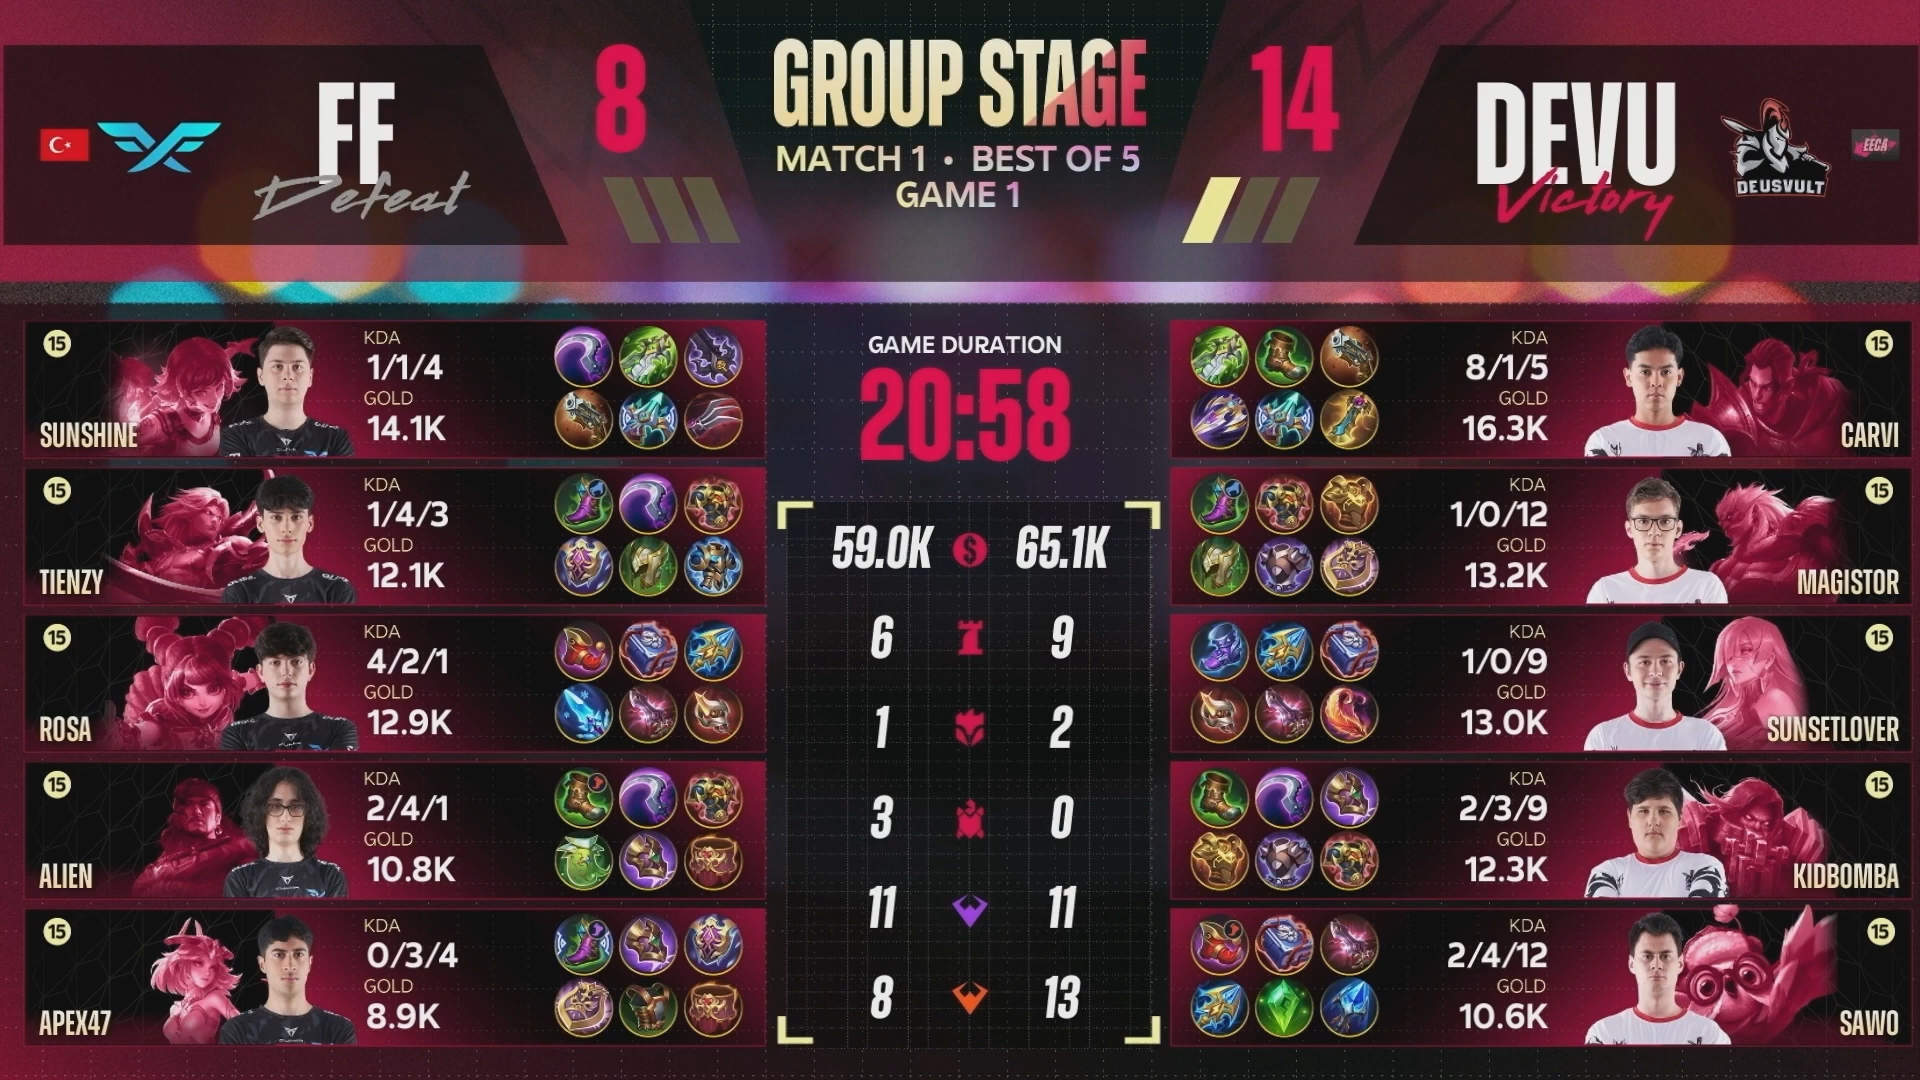 FF
Defeat
8
GROUP STAGE
MATCH 1 • BEST OF 5
GAME 1
14
DEVU
Victory
DEUSVULT
EECA
15
SUNSHINE
KDA
1/1/4
GOLD
14.1K
15
TIENZY
KDA
1/4/3
GOLD
12.1K
15
ROSA
KDA
4/2/1
GOLD
12.9K
15
ALIEN
KDA
2/4/1
GOLD
10.8K
15
APEX47
KDA
0/3/4
GOLD
8.9K
GAME DURATION
20:58
59.0K $ 65.1K
6 9
1 2
3 0
11 11
8 13
KDA
8/1/5
GOLD
16.3K
15
CARVI
KDA
1/0/12
GOLD
13.2K
15
MAGISTOR
KDA
1/0/9
GOLD
13.0K
15
SUNSETLOVER
KDA
2/3/9
GOLD
12.3K
15
KIDBOMBA
KDA
2/4/12
GOLD
10.6K
15
SAWO